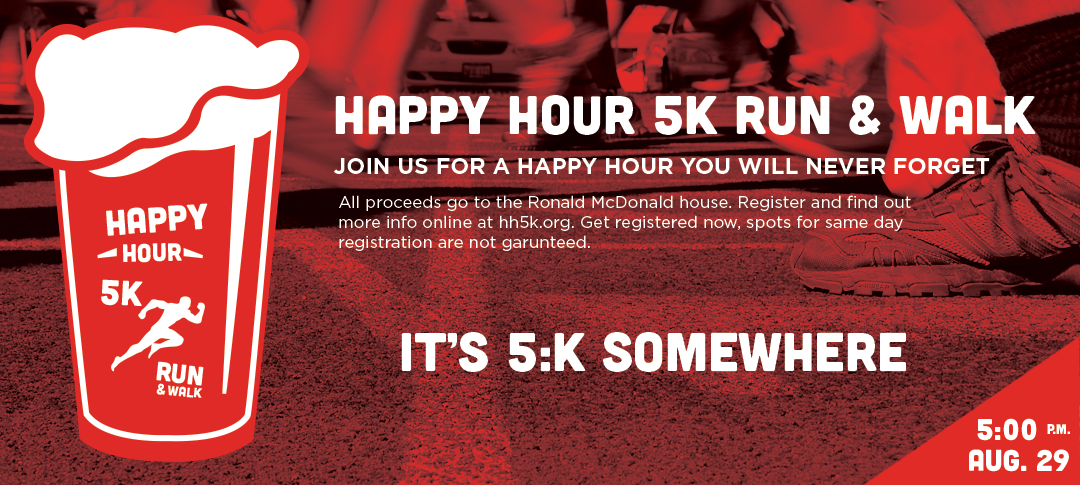 HAPPY
HOUR
5K
RUN
& WALK
HAPPY HOUR 5K RUN & WALK
JOIN US FOR A HAPPY HOUR YOU WILL NEVER FORGET
All proceeds go to the Ronald McDonald house. Register and find out
more info online at hh5k.org. Get registered now, spots for same day
registration are not garunteed.
IT'S 5:K SOMEWHERE
5:00 P.M.
AUG. 29